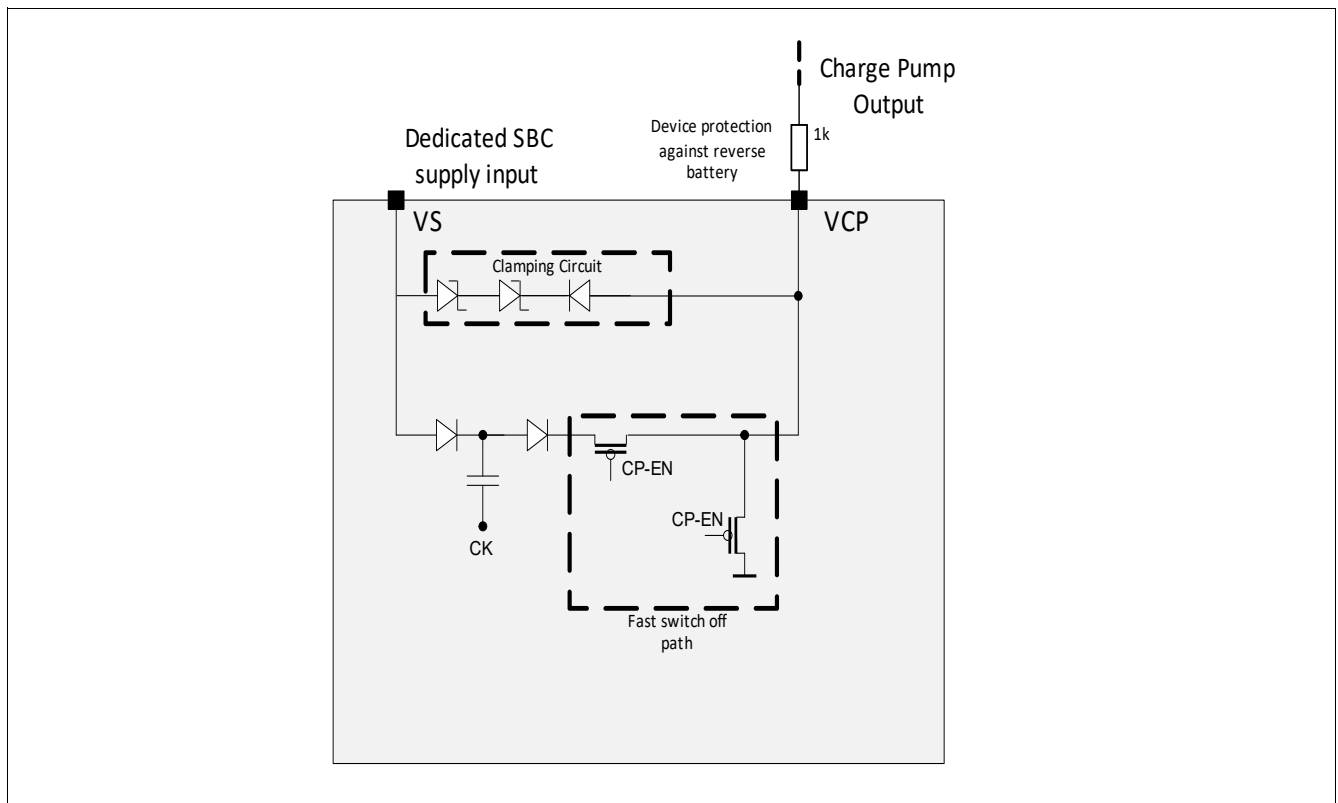 Charge Pump
Output
Device protection
against reverse
battery
1k
Dedicated SBC
supply input
VS
VCP
Clamping Circuit
CP-EN
CP-EN
CK
Fast switch off
path